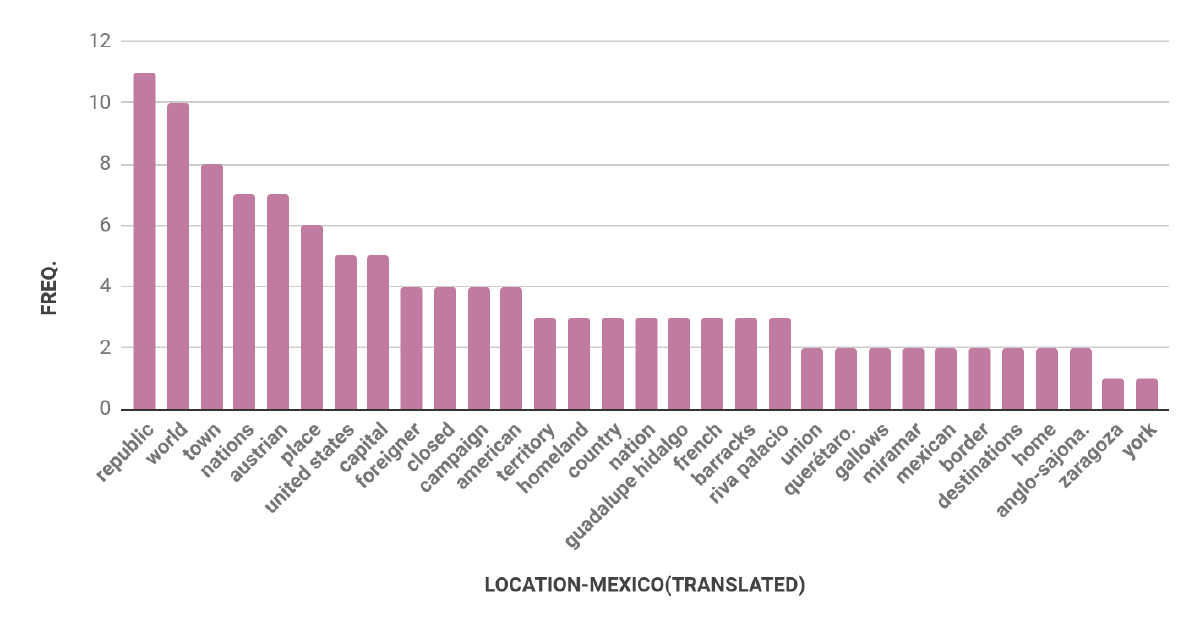 12
10
8
6
4
2
0
FREQ.
republic
world
town
nations
austrian
place
united states
capital
foreigner
closed
campaign
american
territory
homeland
country
nation
guadalupe hidalgo
french
barracks
riva palacio
union
querétaro.
gallows
miramar
mexican
border
destinations
home
anglo-sajona.
zaragoza
york
LOCATION-MEXICO(TRANSLATED)